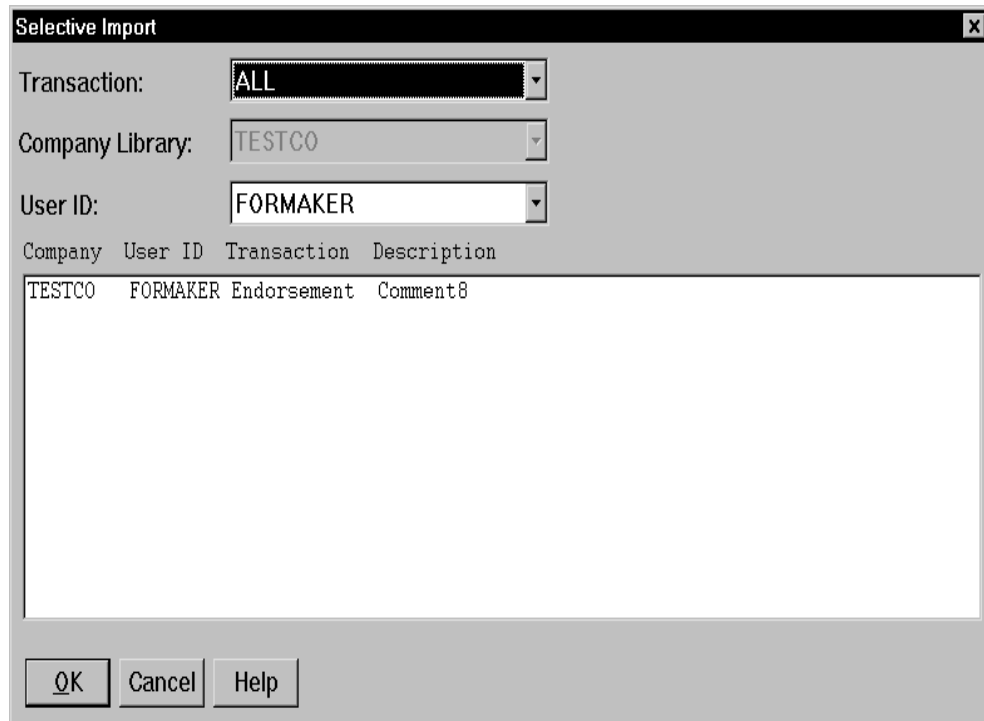 Selective Import
Transaction: ALL
Company Library: TESTCO
User ID: FORMAKER
Company User ID Transaction Description
TESTCO FORMAKER Endorsement Comment8
OK Cancel Help